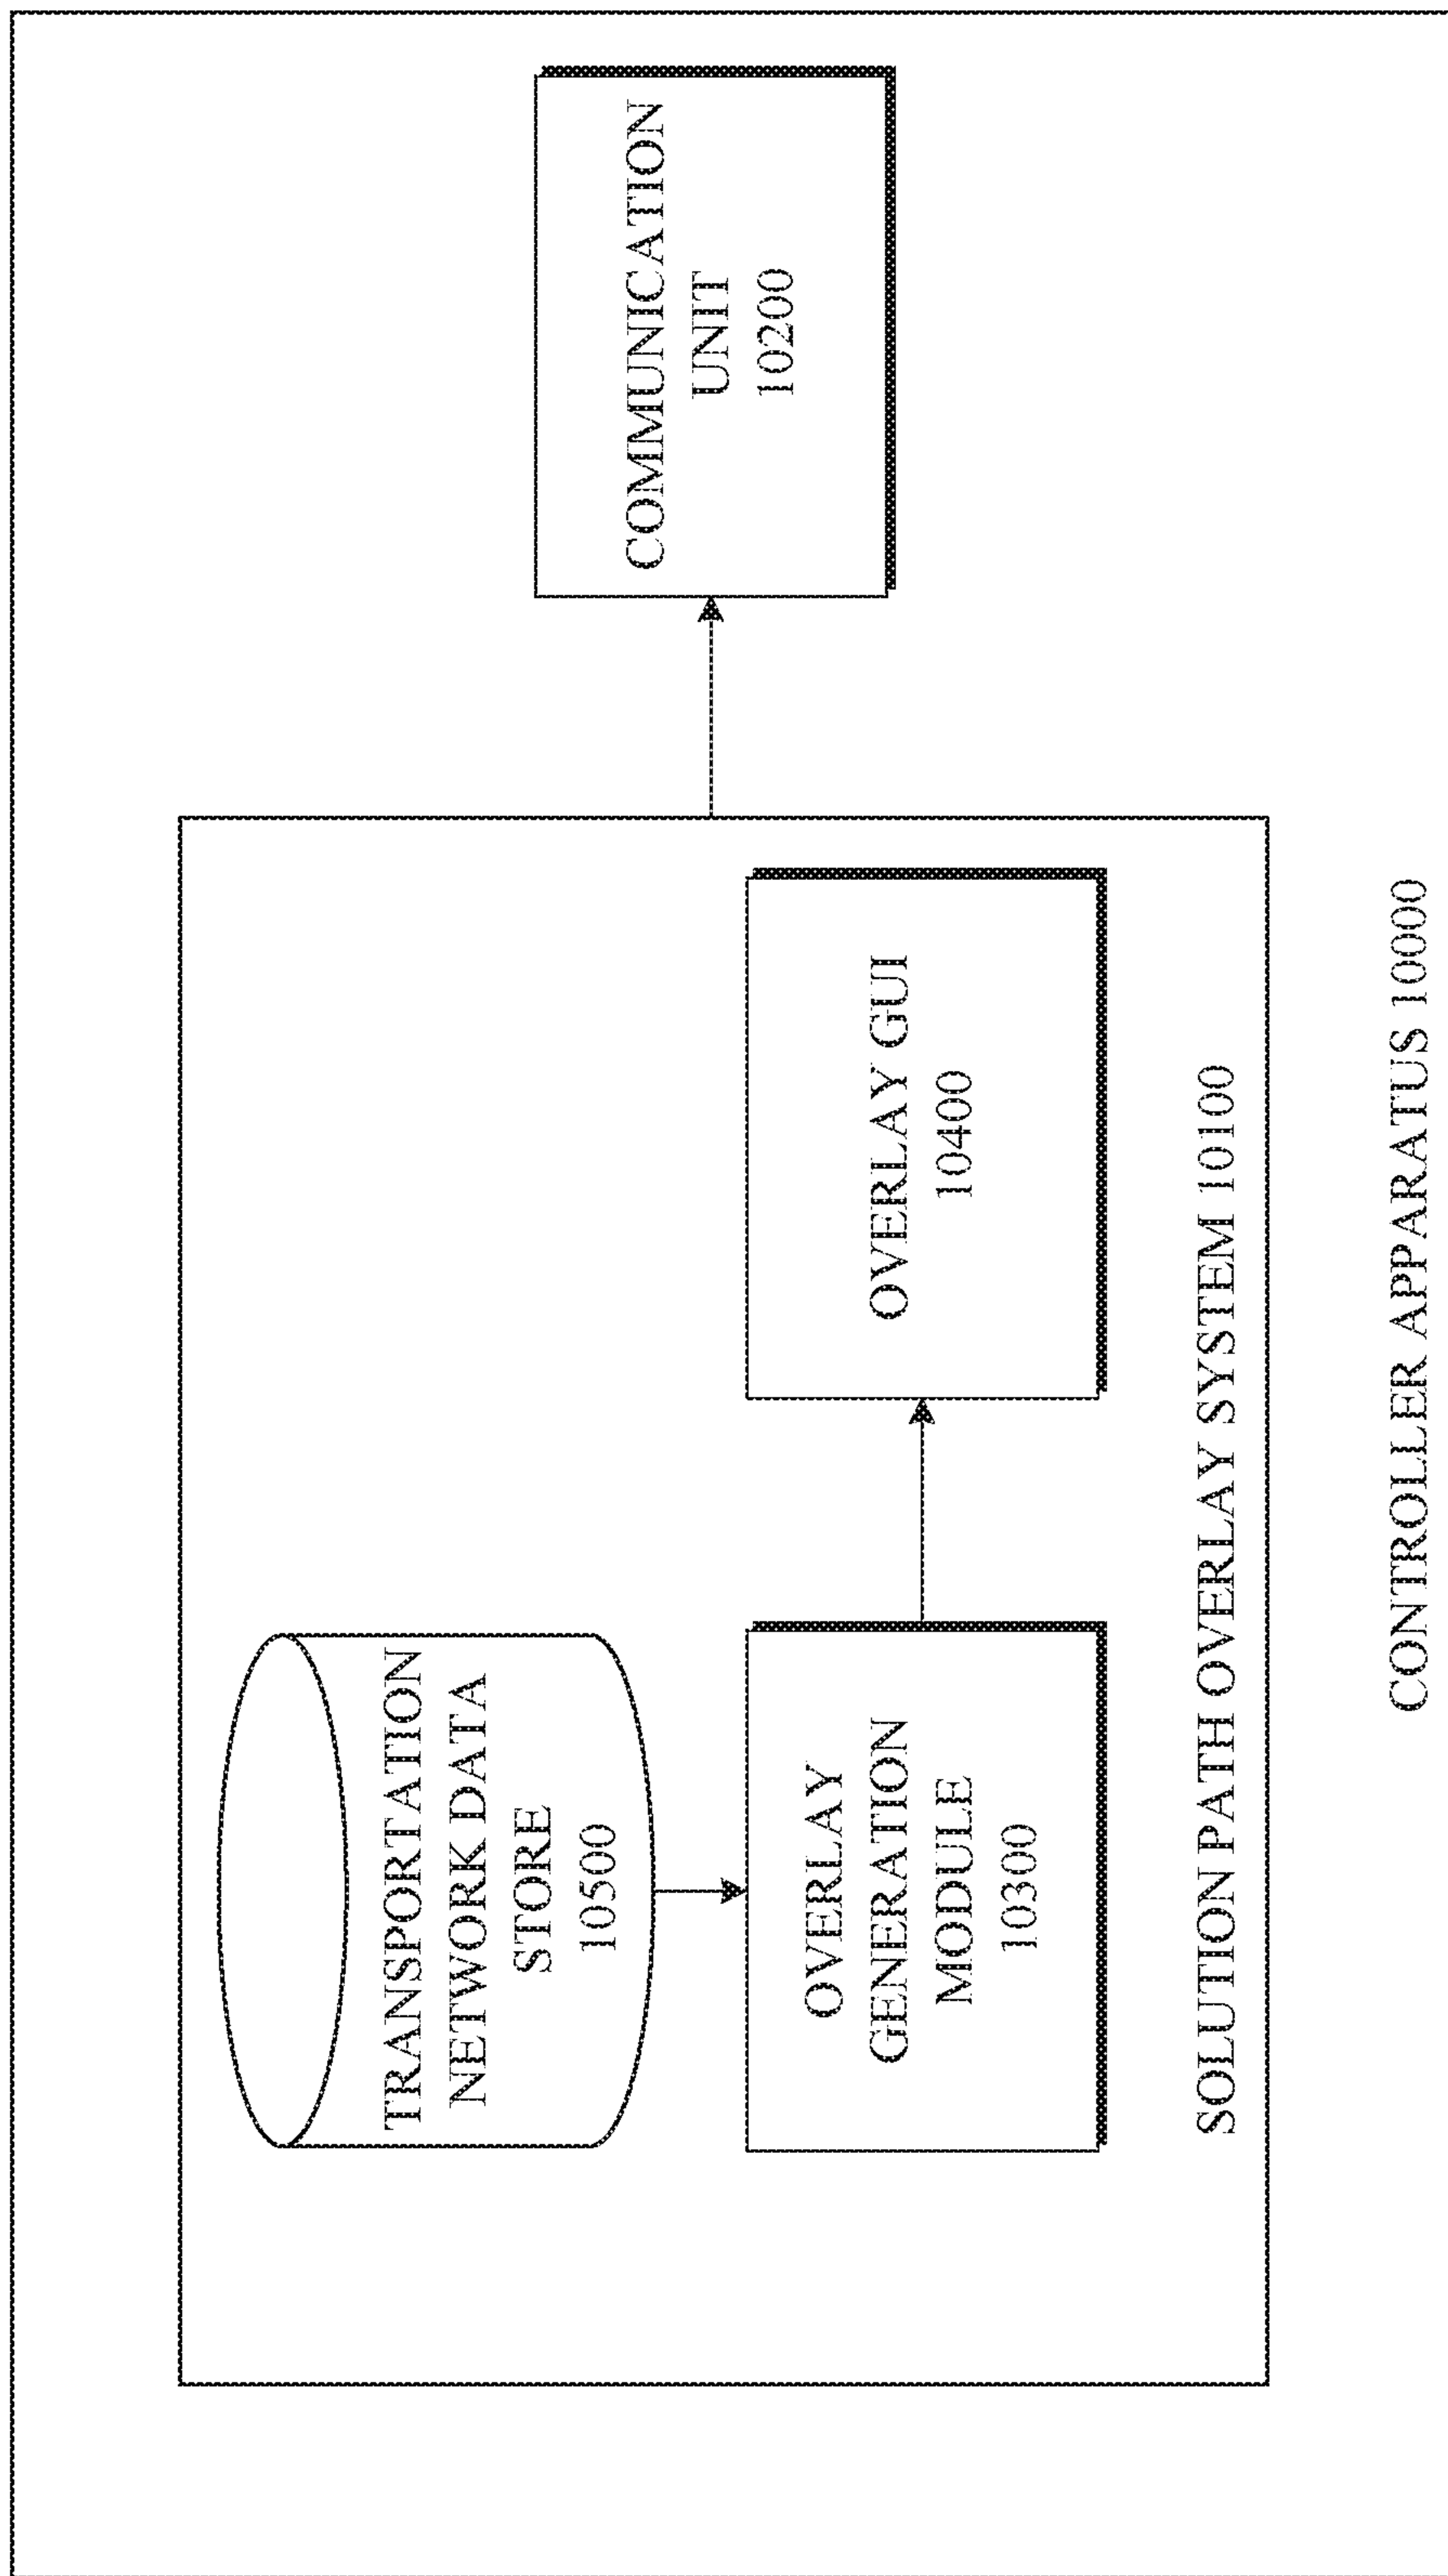 TRANSPORTATION
NETWORK DATA
STORE
10500
OVERLAY
GENERATION
MODULE
10300
OVERLAY GUI
10400
SOLUTION PATH OVERLAY SYSTEM 10100
COMMUNICATION
UNIT
10200
CONTROLLER APPARATUS 10000